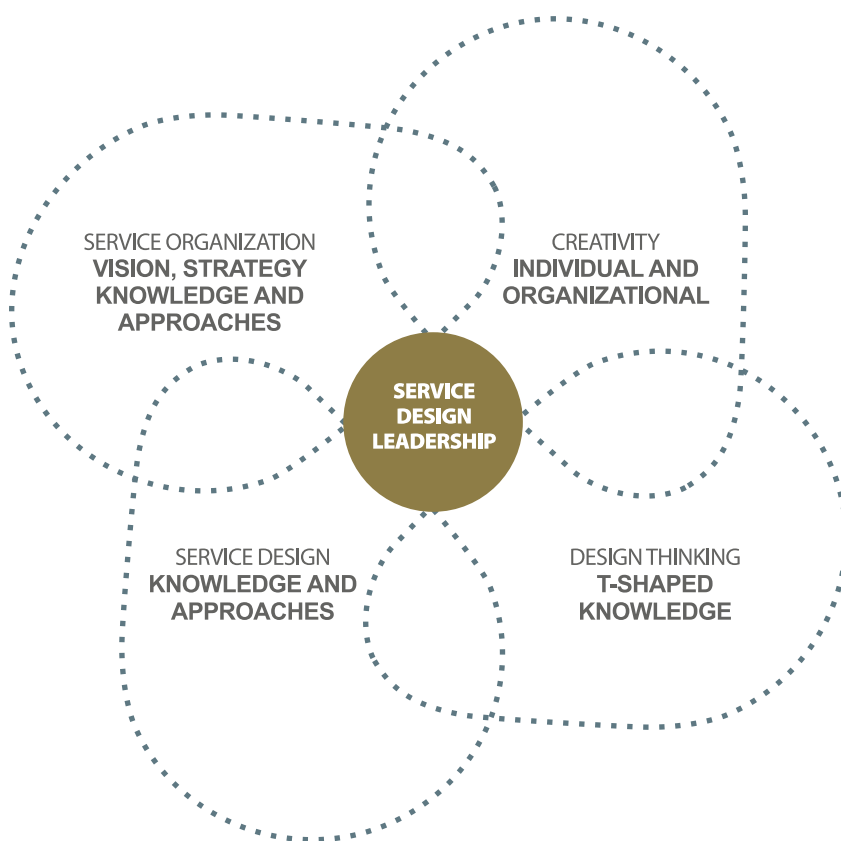 SERVICE ORGANIZATION
VISION, STRATEGY
KNOWLEDGE AND
APPROACHES
CREATIVITY
INDIVIDUAL AND
ORGANIZATIONAL
SERVICE
DESIGN
LEADERSHIP
SERVICE DESIGN
KNOWLEDGE AND
APPROACHES
DESIGN THINKING
T-SHAPED
KNOWLEDGE